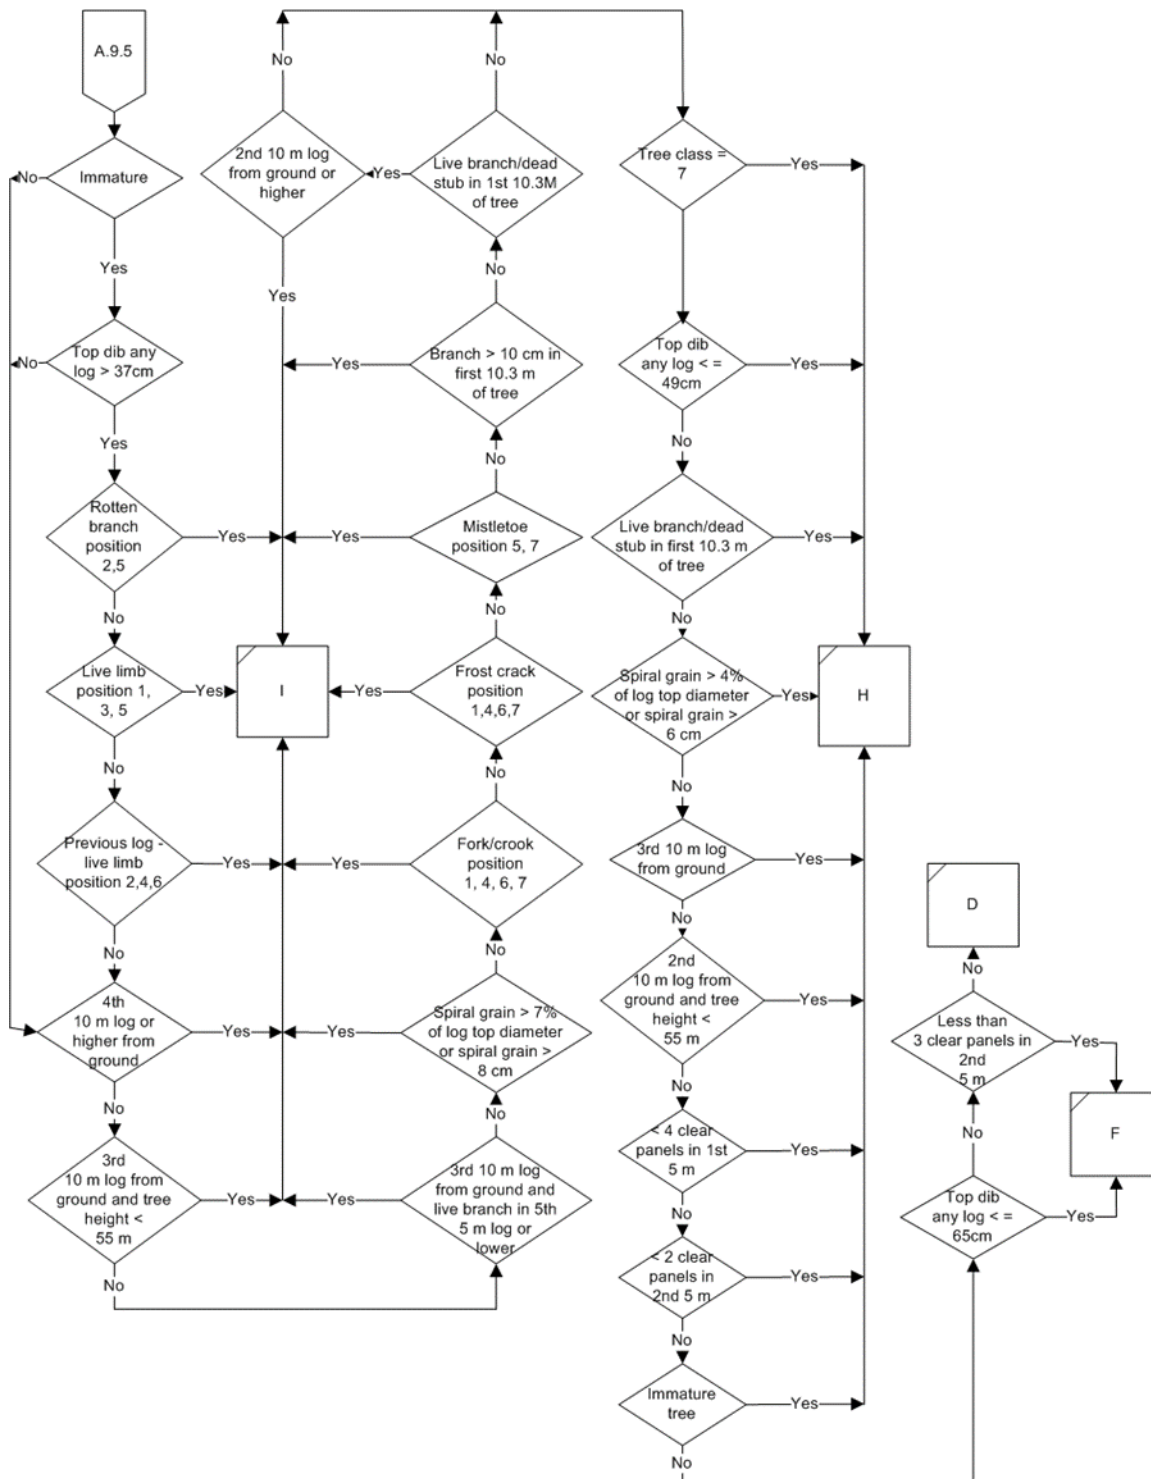 A.9.5
Immature
No
Yes
Top dib any
log > 37cm
No
Yes
Rotten
branch
position
2,5
Yes
No
Live limb
position 1,
3, 5
Yes
No
Previous log -
live limb
position 2,4,6
Yes
No
4th
10 m log or
higher from
ground
Yes
No
3rd
10 m log from
ground and tree
height <
55 m
Yes
No
3rd 10 m log
from ground and
live branch in 5th
5 m log or
lower
Yes
No
Spiral grain > 7%
of log top diameter
or spiral grain >
8 cm
Yes
No
Fork/crook
position
1, 4, 6, 7
Yes
No
Frost crack
position
1,4,6,7
Yes
No
Mistletoe
position 5, 7
Yes
No
Branch > 10 cm in
first 10.3 m
of tree
Yes
No
Live branch/dead
stub in 1st 10.3M
of tree
Yes
No
2nd 10 m log
from ground or
higher
No
Yes
I
Tree class =
7
Yes
Top dib
any log < =
49cm
Yes
No
Live branch/dead
stub in first 10.3 m
of tree
Yes
No
Spiral grain > 4%
of log top diameter
or spiral grain >
6 cm
Yes
No
3rd 10 m log
from ground
Yes
No
2nd
10 m log from
ground and tree
height <
55 m
Yes
No
< 4 clear
panels in 1st
5 m
Yes
No
< 2 clear
panels in
2nd 5 m
Yes
No
Immature
tree
Yes
No
H
Top dib
any log < =
65cm
Yes
No
Less than
3 clear panels in
2nd
5 m
Yes
No
D
F